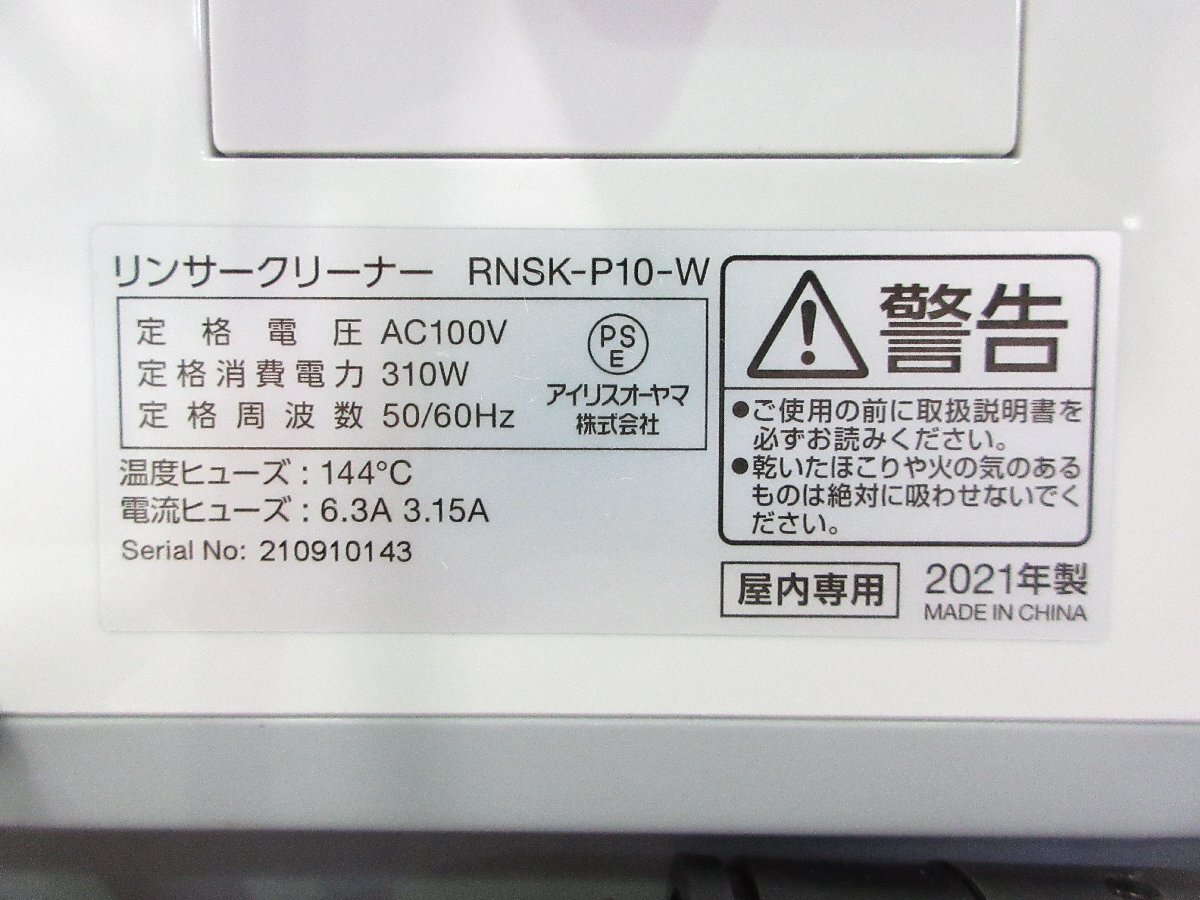 リンサークリーナー RNSK-P10-W
定格電圧 AC100V
定格消費電力 310W
定格周波数 50/60Hz
PS
E
アイリスオーヤマ
株式会社
温度ヒューズ : 144°C
電流ヒューズ : 6.3A 3.15A
Serial No: 210910143
警告
●ご使用の前に取扱説明書を
必ずお読みください。
●乾いたほこりや火の気のある
ものは絶対に吸わせないでく
ださい。
屋内専用
2021年製
MADE IN CHINA